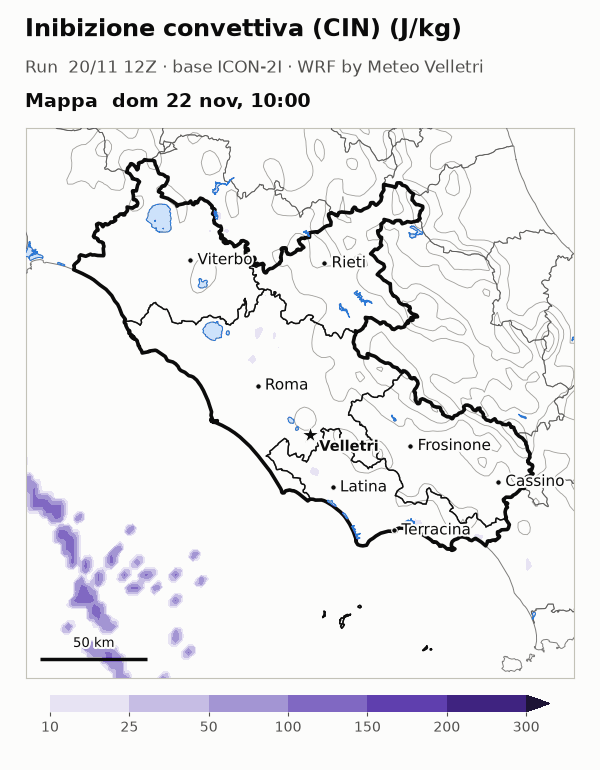 Inibizione convettiva (CIN) (J/kg)
Run  20/11 12Z · base ICON-2I · WRF by Meteo Velletri
Mappa  dom 22 nov, 10:00
Viterbo
Rieti
Roma
Velletri
Frosinone
Latina
Cassino
Terracina
50 km
10 25 50 100 150 200 300